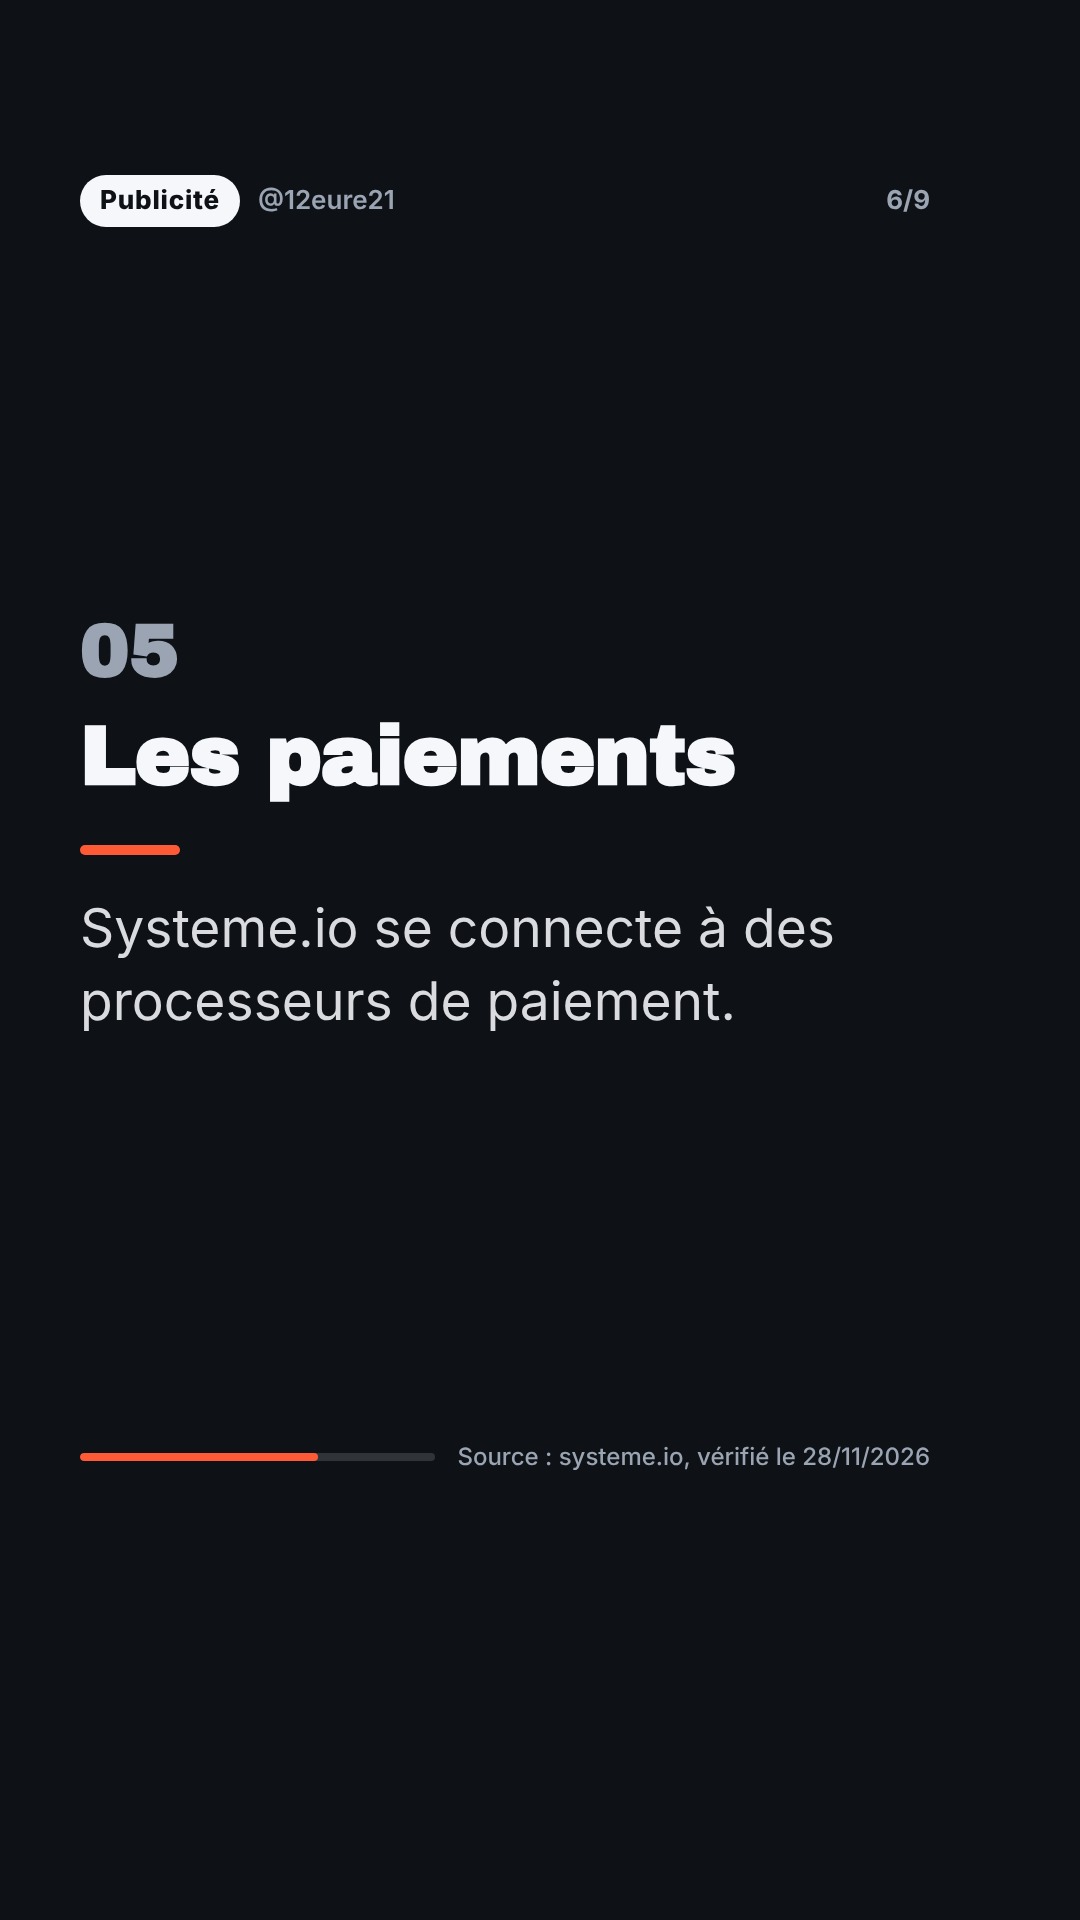 Publicité @12eure21 6/9
05
Les paiements
Systeme.io se connecte à des
processeurs de paiement.
Source : systeme.io, vérifié le 28/11/2026